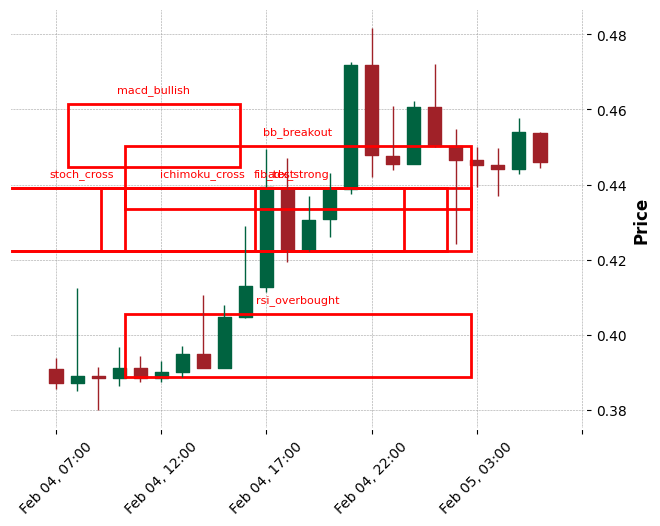 0.48
macd_bullish
0.46
bb_breakout
stoch_cross
ichimoku_cross
0.44
Price
0.42
rsi_overbought
0.40
0.38
Feb 04, 07:00
Feb 04, 12:00
Feb 04, 17:00
Feb 04, 22:00
Feb 05, 03:00